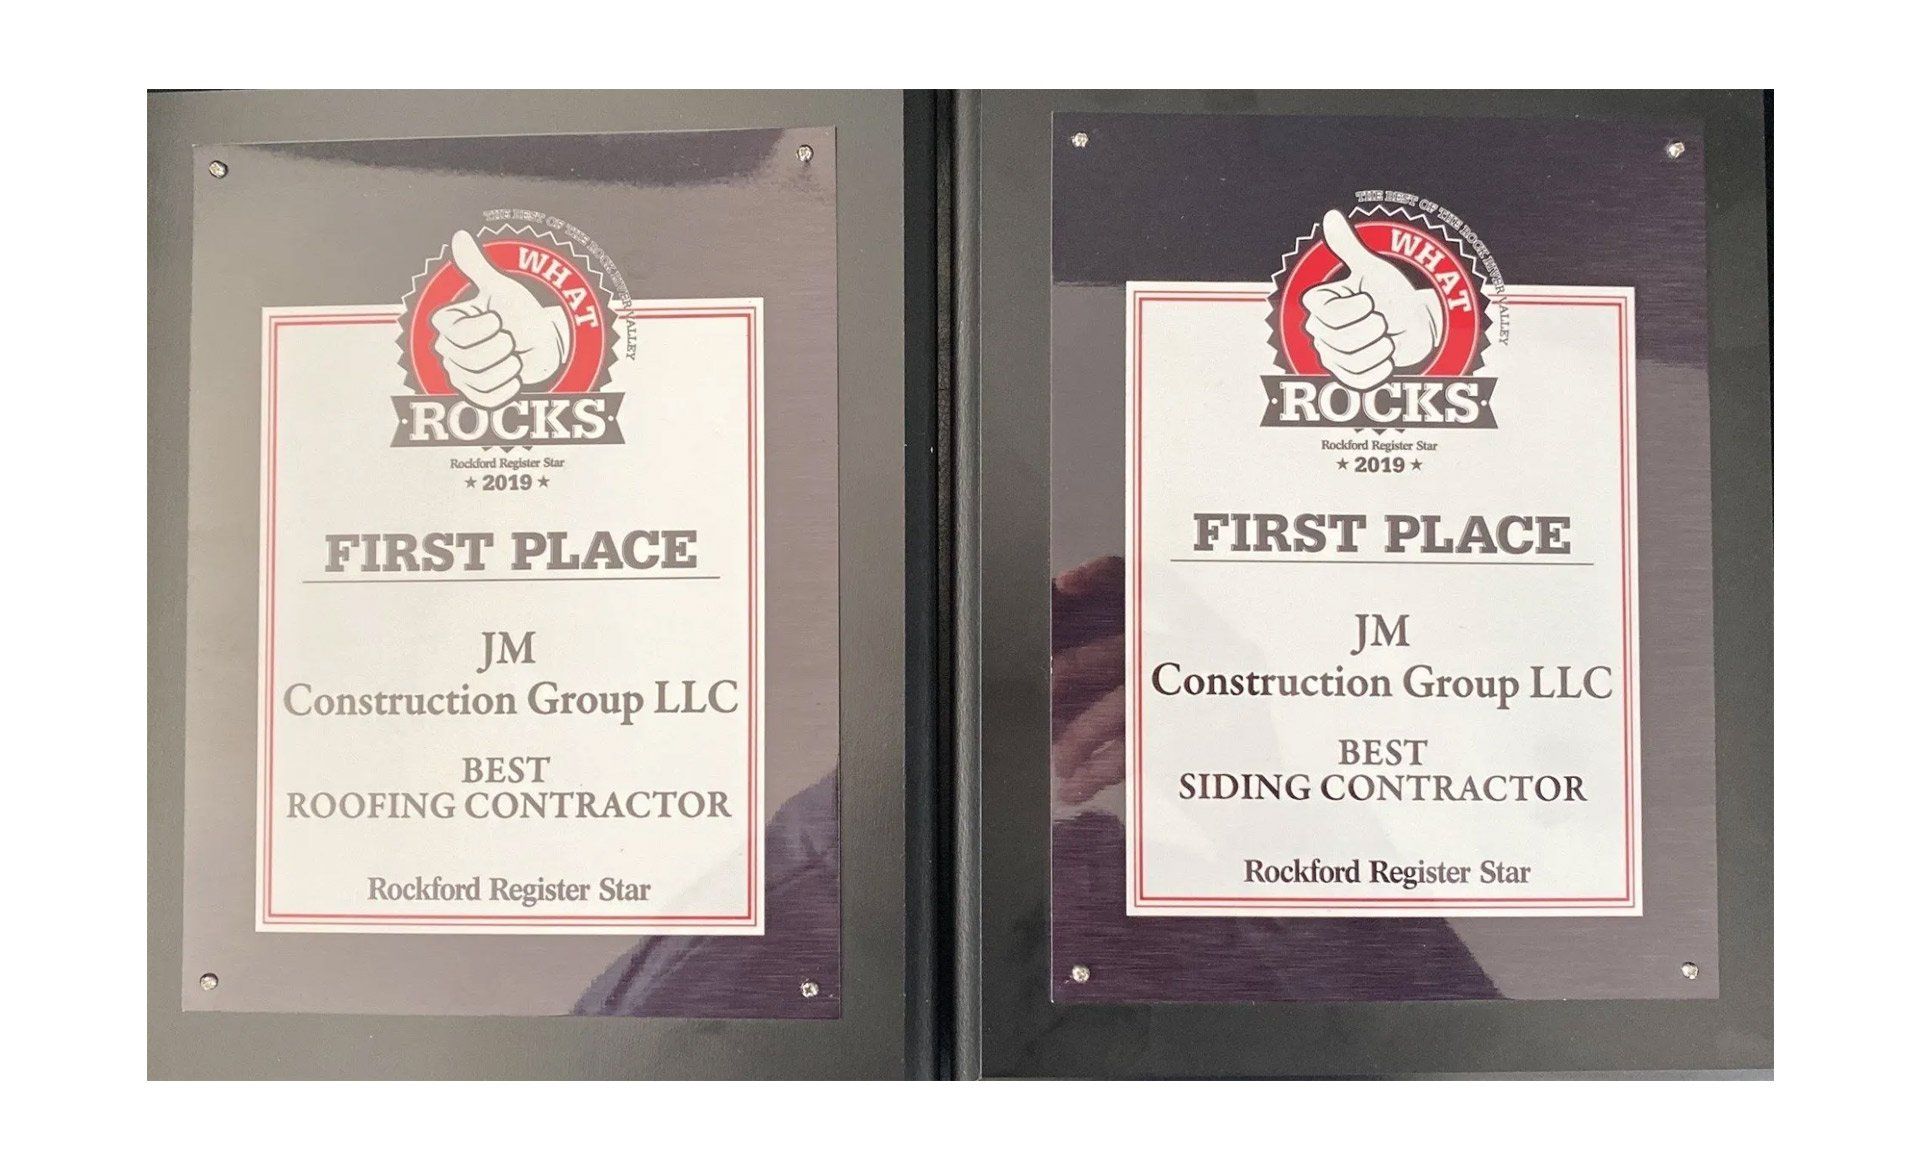 THE BEST OF THE ROCK RIVER VALLEY
WHAT
·ROCKS·
Rockford Register Star
★ 2019 ★
FIRST PLACE
JM
Construction Group LLC
BEST
ROOFING CONTRACTOR
Rockford Register Star
THE BEST OF THE ROCK RIVER VALLEY
WHAT
·ROCKS·
Rockford Register Star
★ 2019 ★
FIRST PLACE
JM
Construction Group LLC
BEST
SIDING CONTRACTOR
Rockford Register Star